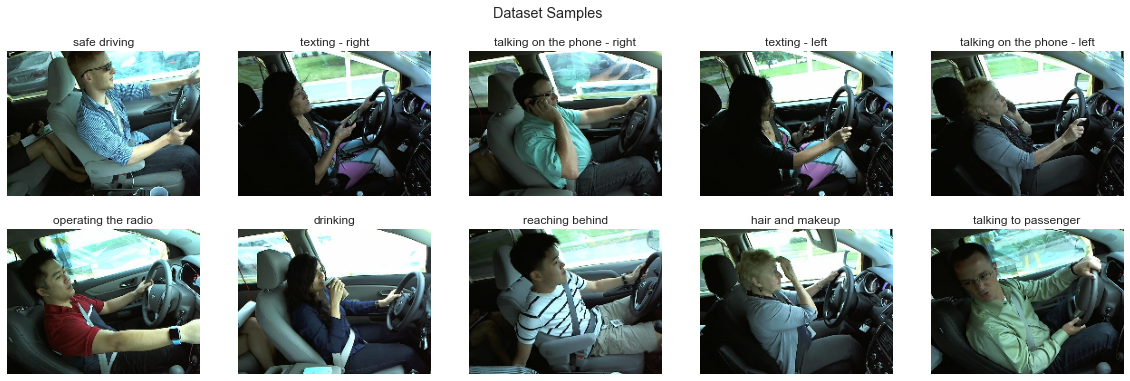 Dataset Samples
safe driving
texting - right
talking on the phone - right
texting - left
talking on the phone - left
operating the radio
drinking
reaching behind
hair and makeup
talking to passenger